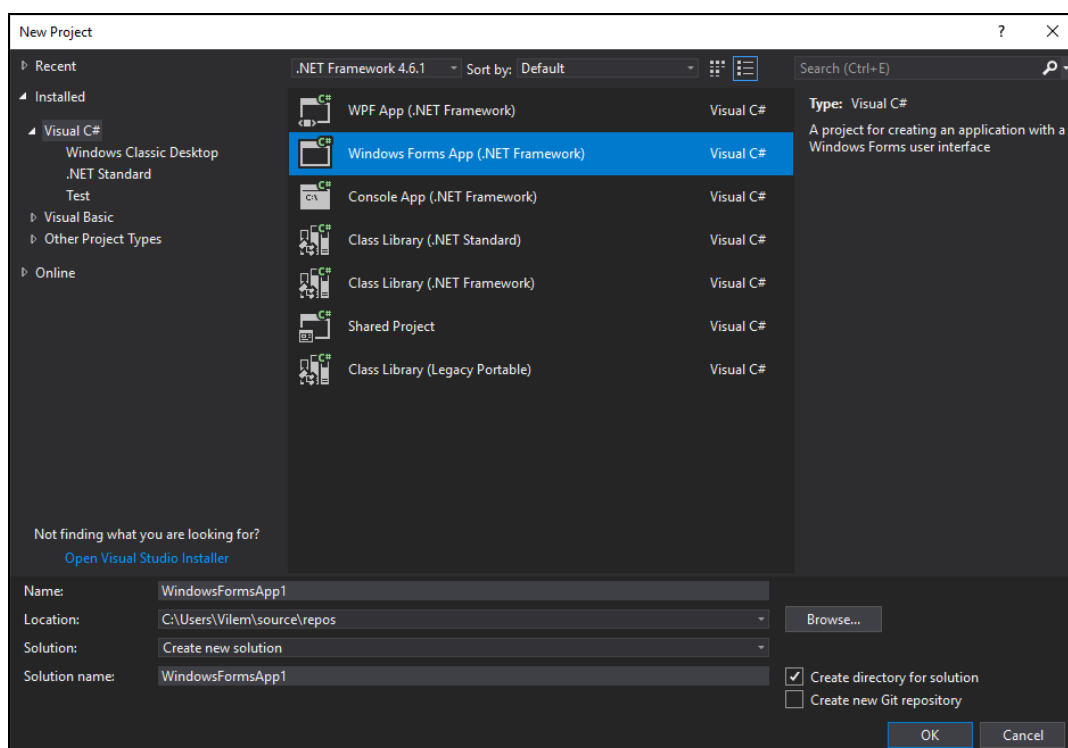 New Project
?
Recent
Installed
Visual C#
Windows Classic Desktop
.NET Standard
Test
Visual Basic
Other Project Types
Online
Not finding what you are looking for?
Open Visual Studio Installer
.NET Framework 4.6.1 Sort by: Default
C# WPF App (.NET Framework) Visual C#
C# Windows Forms App (.NET Framework) Visual C#
C# C:\ Console App (.NET Framework) Visual C#
C# Class Library (.NET Standard) Visual C#
C# Class Library (.NET Framework) Visual C#
C# Shared Project Visual C#
C# Class Library (Legacy Portable) Visual C#
Search (Ctrl+E)
Type: Visual C#
A project for creating an application with a
Windows Forms user interface
Name: WindowsFormsApp1
Location: C:\Users\Vilem\source\repos Browse...
Solution: Create new solution
Solution name: WindowsFormsApp1
Create directory for solution
Create new Git repository
OK Cancel